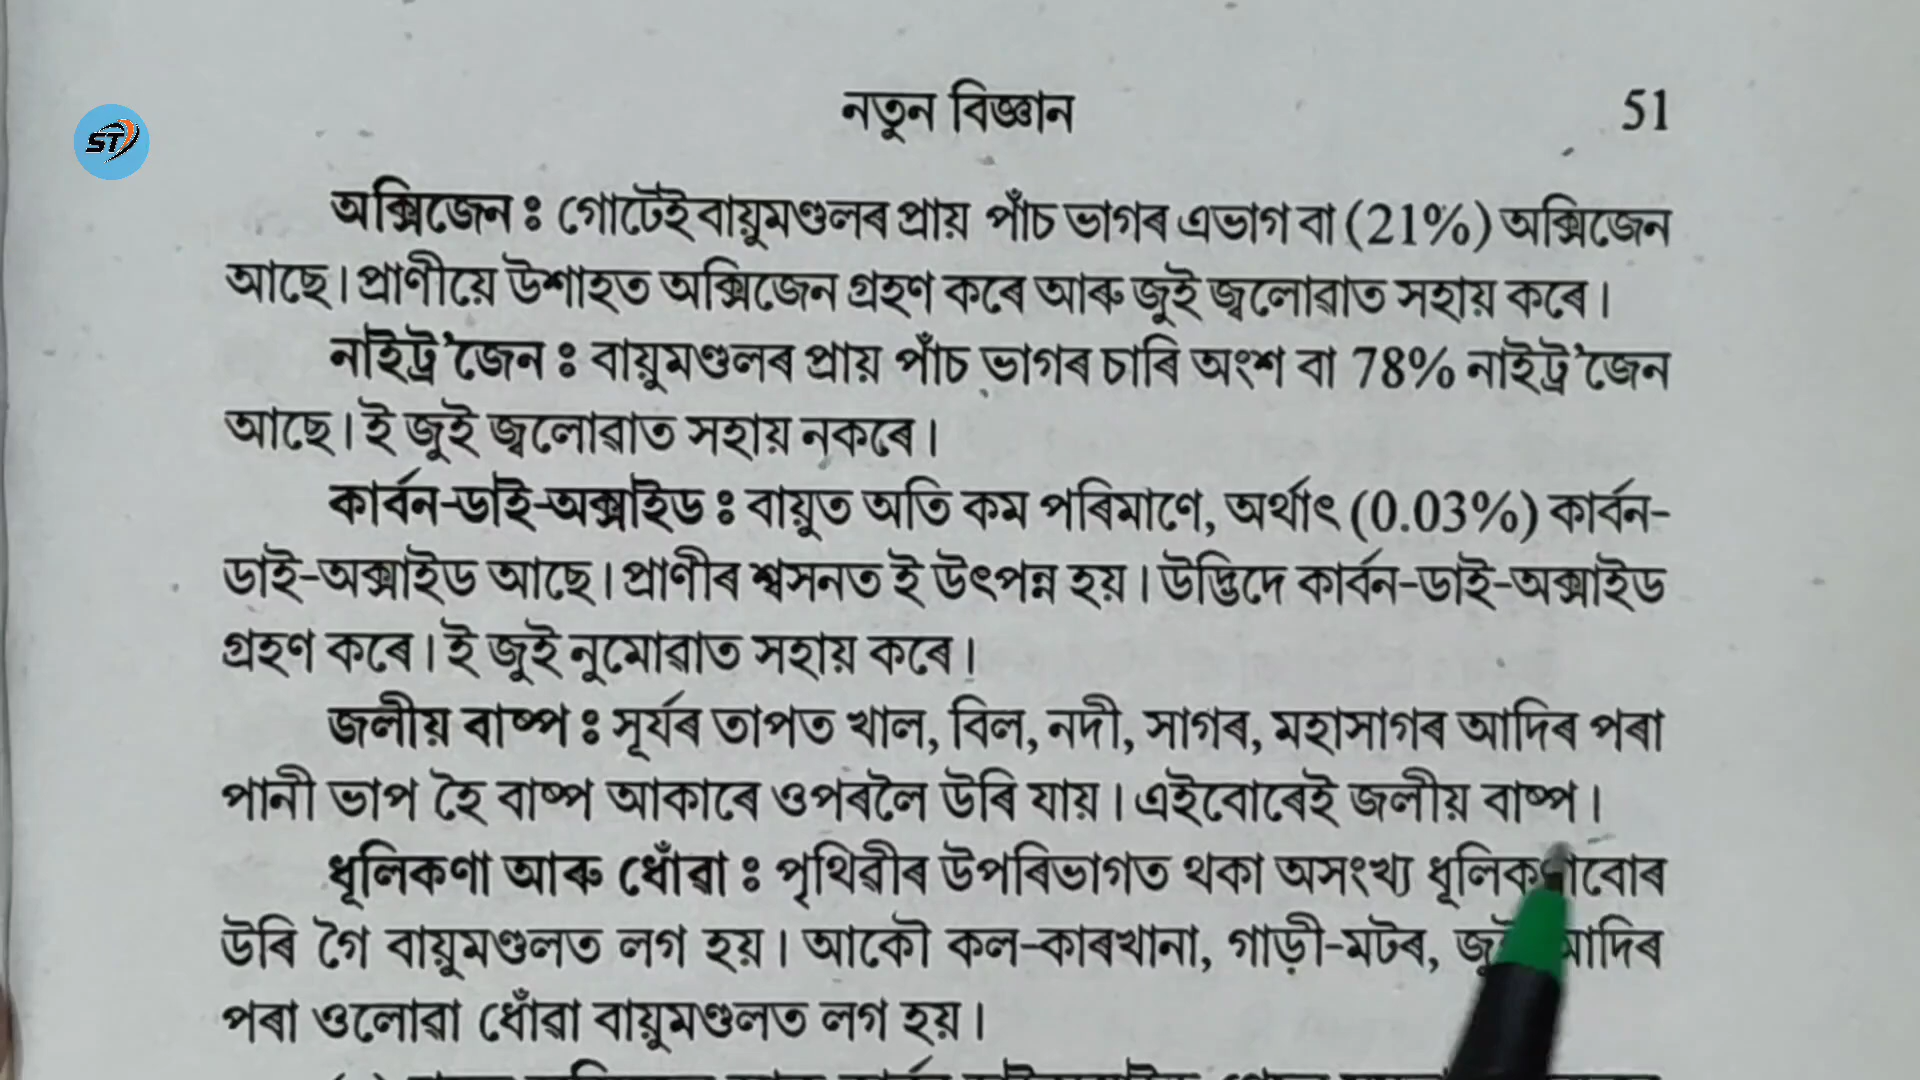 নতুন বিজ্ঞান 51
ST
অক্সিজেন ঃ গোটেই বায়ুমণ্ডলৰ প্ৰায় পাঁচ ভাগৰ এভাগ বা (21%) অক্সিজেন
আছে। প্ৰাণীয়ে উশাহত অক্সিজেন গ্ৰহণ কৰে আৰু জুই জ্বলোৱাত সহায় কৰে।
নাইট্ৰ'জেন ঃ বায়ুমণ্ডলৰ প্ৰায় পাঁচ ভাগৰ চাৰি অংশ বা 78% নাইট্ৰ'জেন
আছে। ই জুই জ্বলোৱাত সহায় নকৰে।
কাৰ্বন-ডাই-অক্সাইড ঃ বায়ুত অতি কম পৰিমাণে, অৰ্থাৎ (0.03%) কাৰ্বন-
ডাই-অক্সাইড আছে। প্ৰাণীৰ শ্বসনত ই উৎপন্ন হয়। উদ্ভিদে কাৰ্বন-ডাই-অক্সাইড
গ্ৰহণ কৰে। ই জুই নুমোৱাত সহায় কৰে।
জলীয় বাষ্প ঃ সূৰ্যৰ তাপত খাল, বিল, নদী, সাগৰ, মহাসাগৰ আদিৰ পৰা
পানী ভাপ হৈ বাষ্প আকাৰে ওপৰলৈ উৰি যায়। এইবোৰেই জলীয় বাষ্প।
ধূলিকণা আৰু ধোঁৱা ঃ পৃথিৱীৰ উপৰিভাগত থকা অসংখ্য ধূলিকণাবোৰ
উৰি গৈ বায়ুমণ্ডলত লগ হয়। আকৌ কল-কাৰখানা, গাড়ী-মটৰ, জুই আদিৰ
পৰা ওলোৱা ধোঁৱা বায়ুমণ্ডলত লগ হয়।